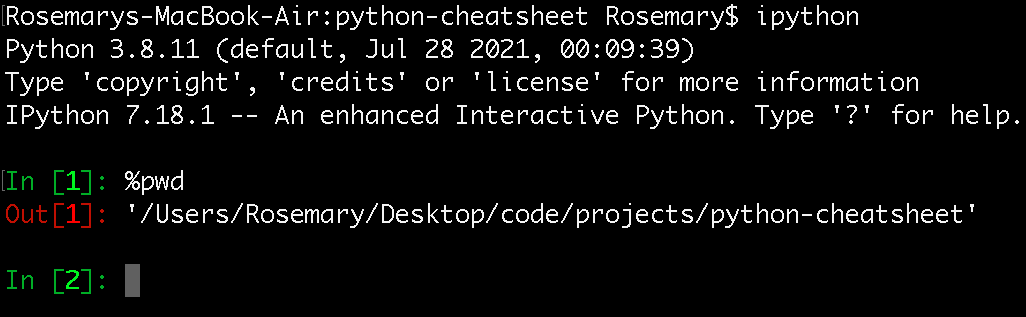 Rosemarys-MacBook-Air:python-cheatsheet Rosemary$ ipython
Python 3.8.11 (default, Jul 28 2021, 00:09:39)
Type 'copyright', 'credits' or 'license' for more information
IPython 7.18.1 -- An enhanced Interactive Python. Type '?' for help.
In [1]: %pwd
Out[1]: '/Users/Rosemary/Desktop/code/projects/python-cheatsheet'
In [2]: